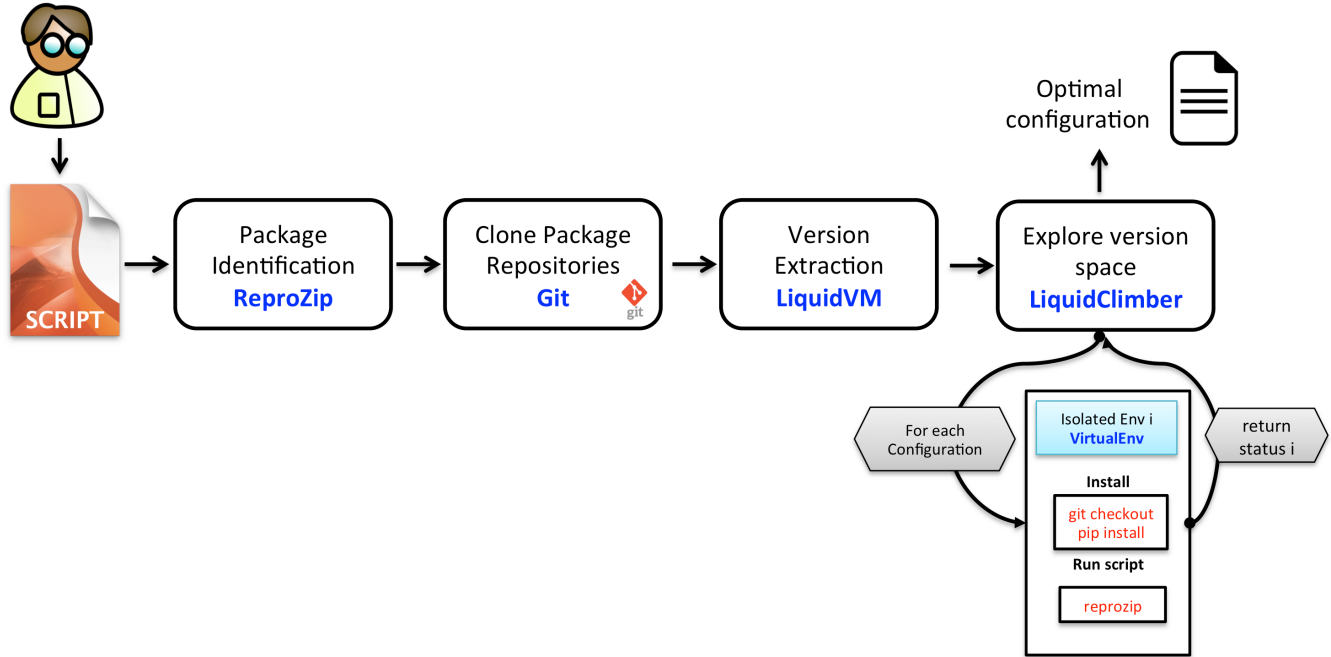 SCRIPT
Package
Identification
ReproZip
Clone Package
Repositories
Git
git
Version
Extraction
LiquidVM
Explore version
space
LiquidClimber
Optimal
configuration
For each
Configuration
Isolated Env i
VirtualEnv
Install
git checkout
pip install
Run script
reprozip
return
status i